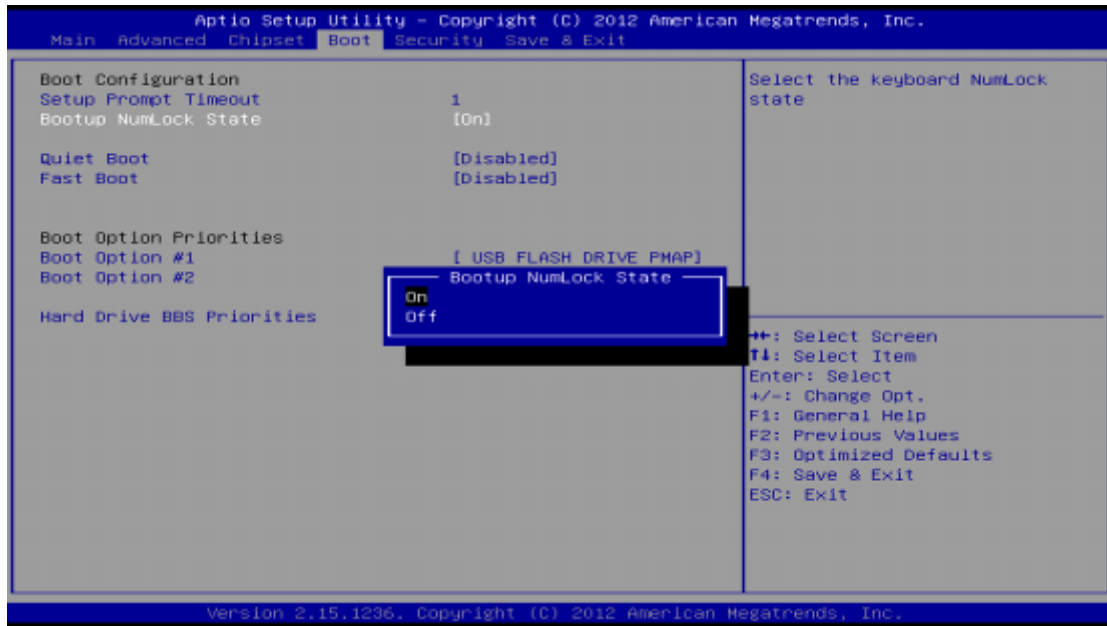 Aptio Setup Utility – Copyright (C) 2012 American Megatrends, Inc.
Main Advanced Chipset Boot Security Save & Exit
Boot Configuration
Setup Prompt Timeout 1
Bootup NumLock State [On]
Quiet Boot [Disabled]
Fast Boot [Disabled]
Boot Option Priorities
Boot Option #1 [ USB FLASH DRIVE PMAP]
Boot Option #2
Hard Drive BBS Priorities
Bootup NumLock State
On
Off
Select the keyboard NumLock
state
→←: Select Screen
↑↓: Select Item
Enter: Select
+/-: Change Opt.
F1: General Help
F2: Previous Values
F3: Optimized Defaults
F4: Save & Exit
ESC: Exit
Version 2.15.1236. Copyright (C) 2012 American Megatrends, Inc.